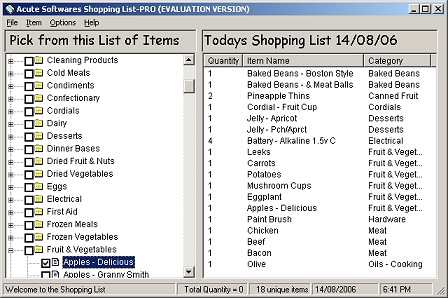 Acute Softwares Shopping List-PRO (EVALUATION VERSION)
File Item Options Help
Pick from this List of Items
Cleaning Products
Cold Meats
Condiments
Confectionary
Cordials
Dairy
Desserts
Dinner Bases
Dried Fruit & Nuts
Dried Vegetables
Eggs
Electrical
First Aid
Frozen Meals
Frozen Vegetables
Fruit & Vegetables
Apples - Delicious
Apples - Granny Smith
Todays Shopping List 14/08/06
Quantity Item Name Category
1 Baked Beans - Boston Style Baked Beans
1 Baked Beans - & Meat Balls Baked Beans
2 Pineapple Thins Canned Fruit
1 Cordial - Fruit Cup Cordials
1 Jelly - Apricot Desserts
1 Jelly - Pch/Aprct Desserts
4 Battery - Alkaline 1.5v C Electrical
1 Leeks Fruit & Veget...
1 Carrots Fruit & Veget...
1 Potatoes Fruit & Veget...
1 Mushroom Cups Fruit & Veget...
1 Eggplant Fruit & Veget...
1 Apples - Delicious Fruit & Veget...
1 Paint Brush Hardware
1 Chicken Meat
1 Beef Meat
1 Bacon Meat
1 Olive Oils - Cooking
Welcome to the Shopping List Total Quantity = 0 18 unique items 14/08/2006 6:41 PM